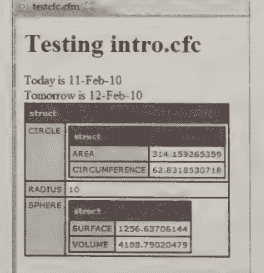 testcfc.cfm
Testing intro.cfc
Today is 11-Feb-10
Tomorrow is 12-Feb-10
struct
CIRCLE
struct
AREA 314.159265359
CIRCUMFERENCE 62.8318530718
RADIUS 10
SPHERE
struct
SURFACE 1256.63706144
VOLUME 4188.79020479